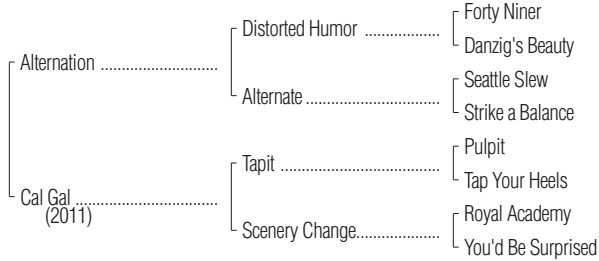 Forty Niner
Distorted Humor ..................
Danzig's Beauty
Alternation ............................
Seattle Slew
Alternate ................................
Strike a Balance
Pulpit
Tapit ......................................
Tap Your Heels
Cal Gal ..................................
(2011)
Royal Academy
Scenery Change....................
You'd Be Surprised